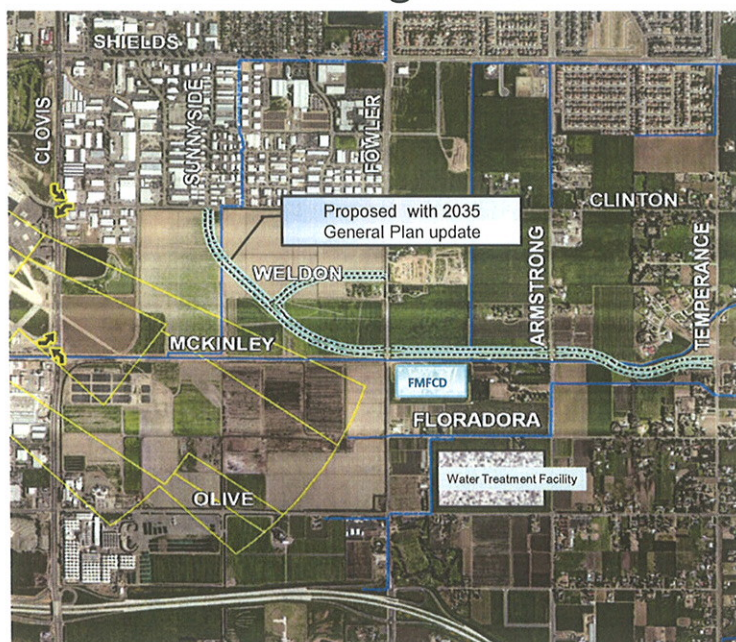 SHIELDS
CLOVIS
SUNNYSIDE
FOWLER
CLINTON
Proposed with 2035
General Plan update
WELDON
ARMSTRONG
TEMPERANCE
MCKINLEY
FMFCD
FLORADORA
Water Treatment Facility
OLIVE